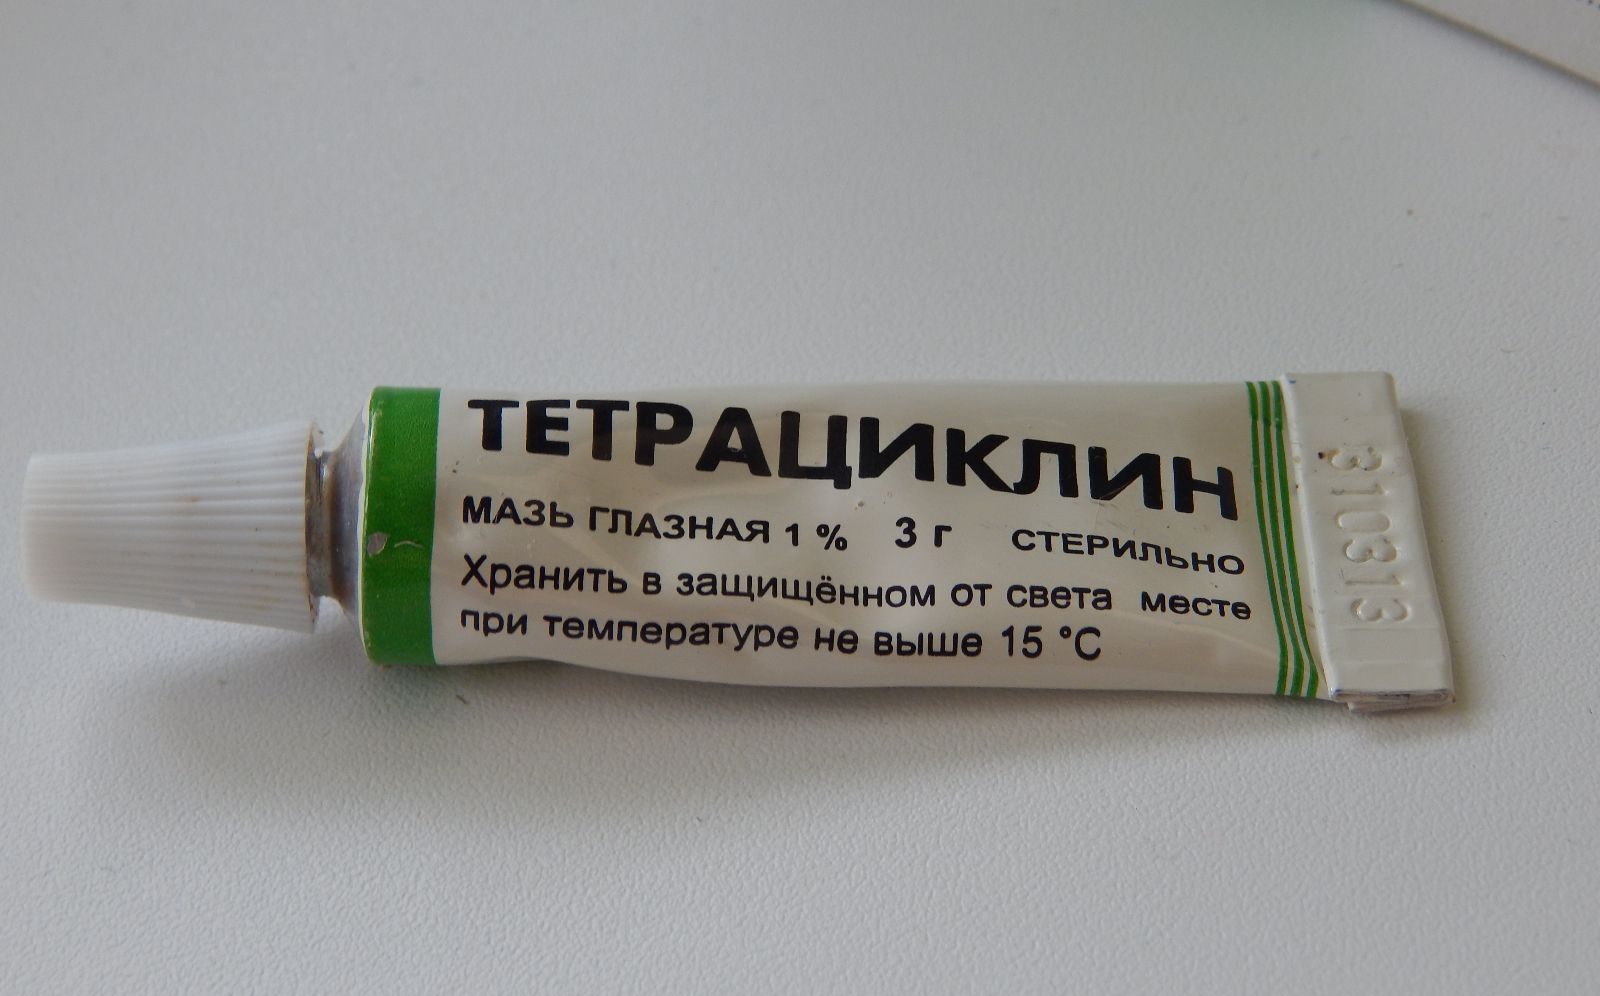 ТЕТРАЦИКЛИН
МАЗЬ ГЛАЗНАЯ 1 % 3 г СТЕРИЛЬНО
Хранить в защищённом от света месте
при температуре не выше 15 °C
310313